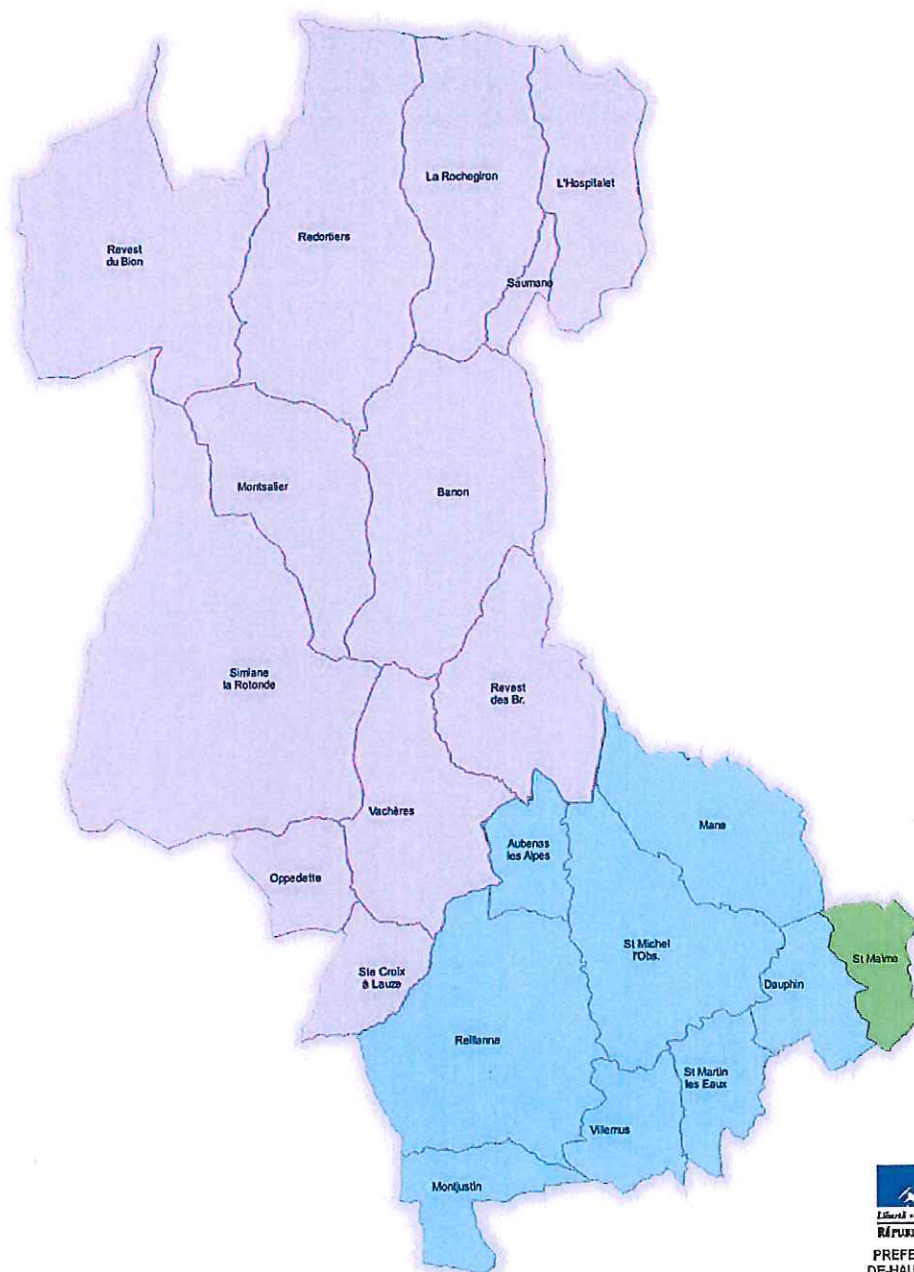 La Rochegiron
L'Hospitalet
Redortiers
Revest
du Bion
Saumane
Montsalier
Banon
Simiane
la Rotonde
Revest
des Br.
Vachères
Mane
Aubenas
les Alpes
Oppedette
St Michel
l'Obs.
St Maime
Ste Croix
à Lauze
Dauphin
Reillanne
St Martin
les Eaux
Villemus
Montjustin
PREFE
DE-HAU